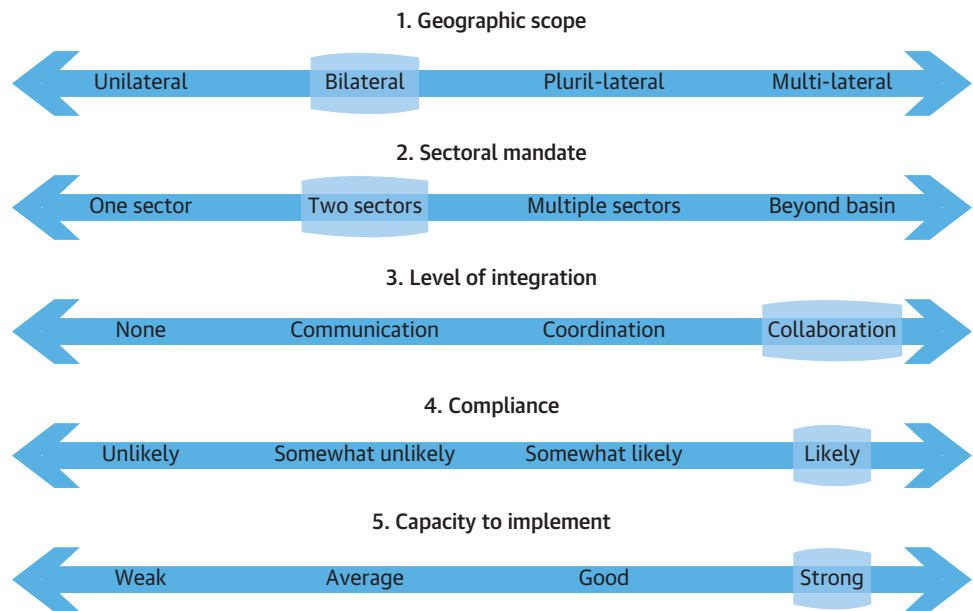 1. Geographic scope
Unilateral Bilateral Pluril-lateral Multi-lateral
2. Sectoral mandate
One sector Two sectors Multiple sectors Beyond basin
3. Level of integration
None Communication Coordination Collaboration
4. Compliance
Unlikely Somewhat unlikely Somewhat likely Likely
5. Capacity to implement
Weak Average Good Strong